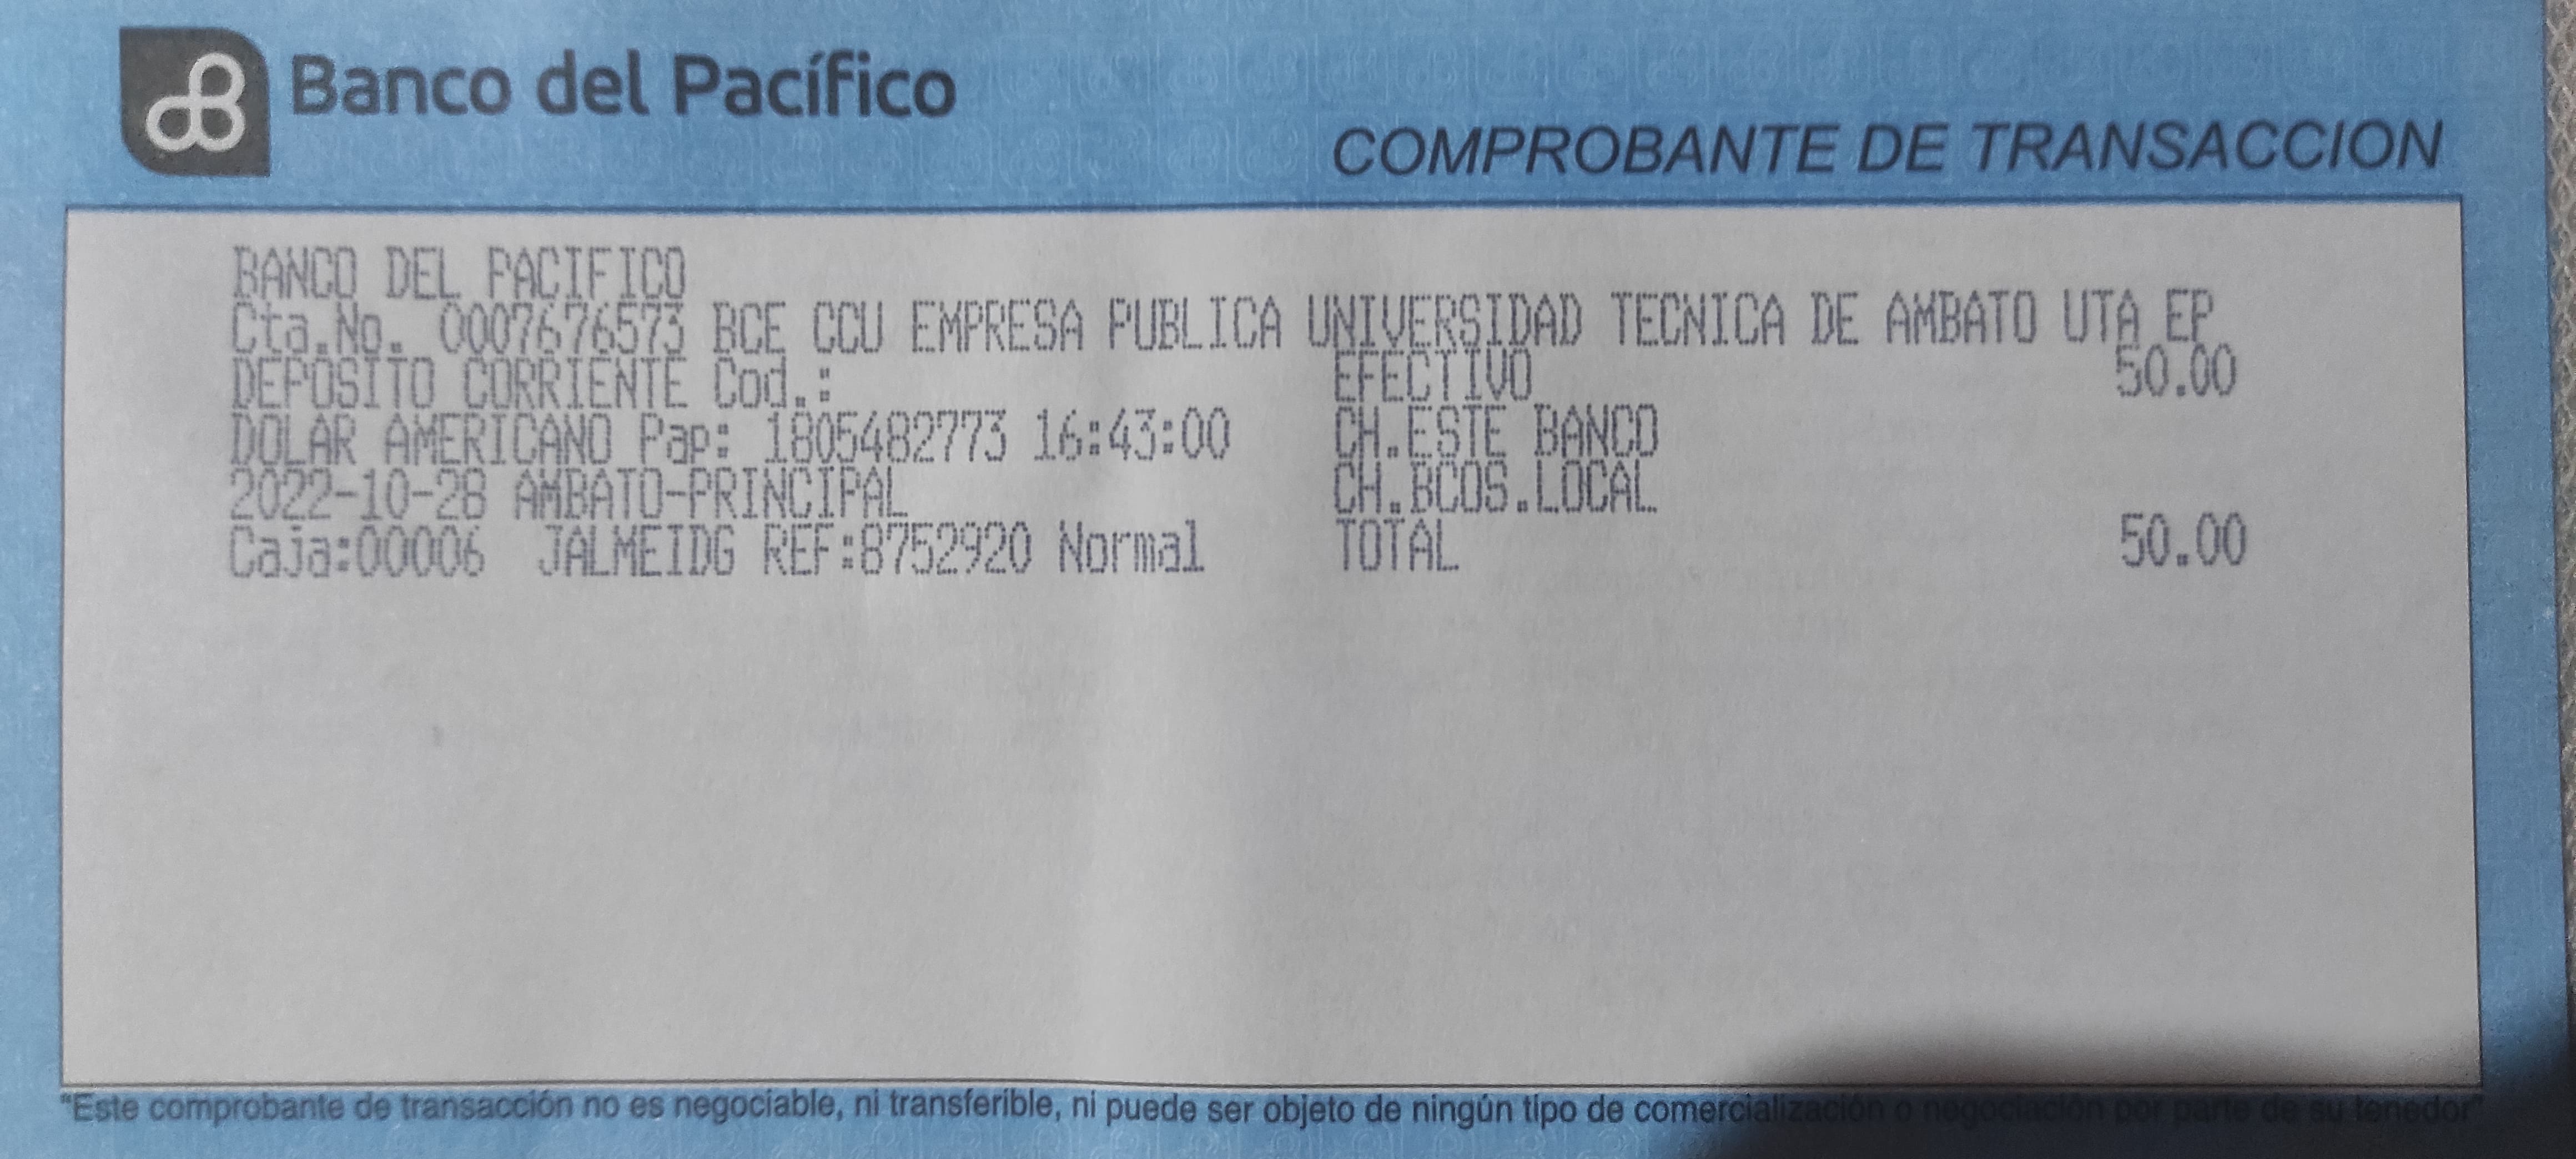 Banco del Pacífico
COMPROBANTE DE TRANSACCION
BANCO DEL PACIFICO
Cta.No. 0007676573 BCE CCU EMPRESA PUBLICA UNIVERSIDAD TECNICA DE AMBATO UTA EP
DEPOSITO CORRIENTE Cod.: EFECTIVO 50.00
DOLAR AMERICANO Pap: 1805482773 16:43:00 CH.ESTE BANCO
2022-10-28 AMBATO-PRINCIPAL CH.BCOS.LOCAL
Caja:00006 JALMEIDG REF:8752920 Normal TOTAL 50.00
"Este comprobante de transacción no es negociable, ni transferible, ni puede ser objeto de ningún tipo de comercialización o negociación por parte de su tenedor"